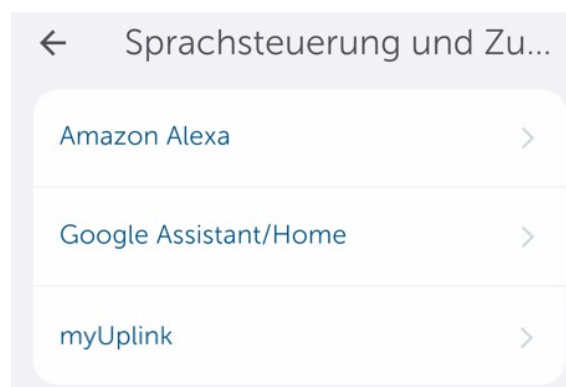 Sprachsteuerung und Zu...
Amazon Alexa
Google Assistant/Home
myUplink